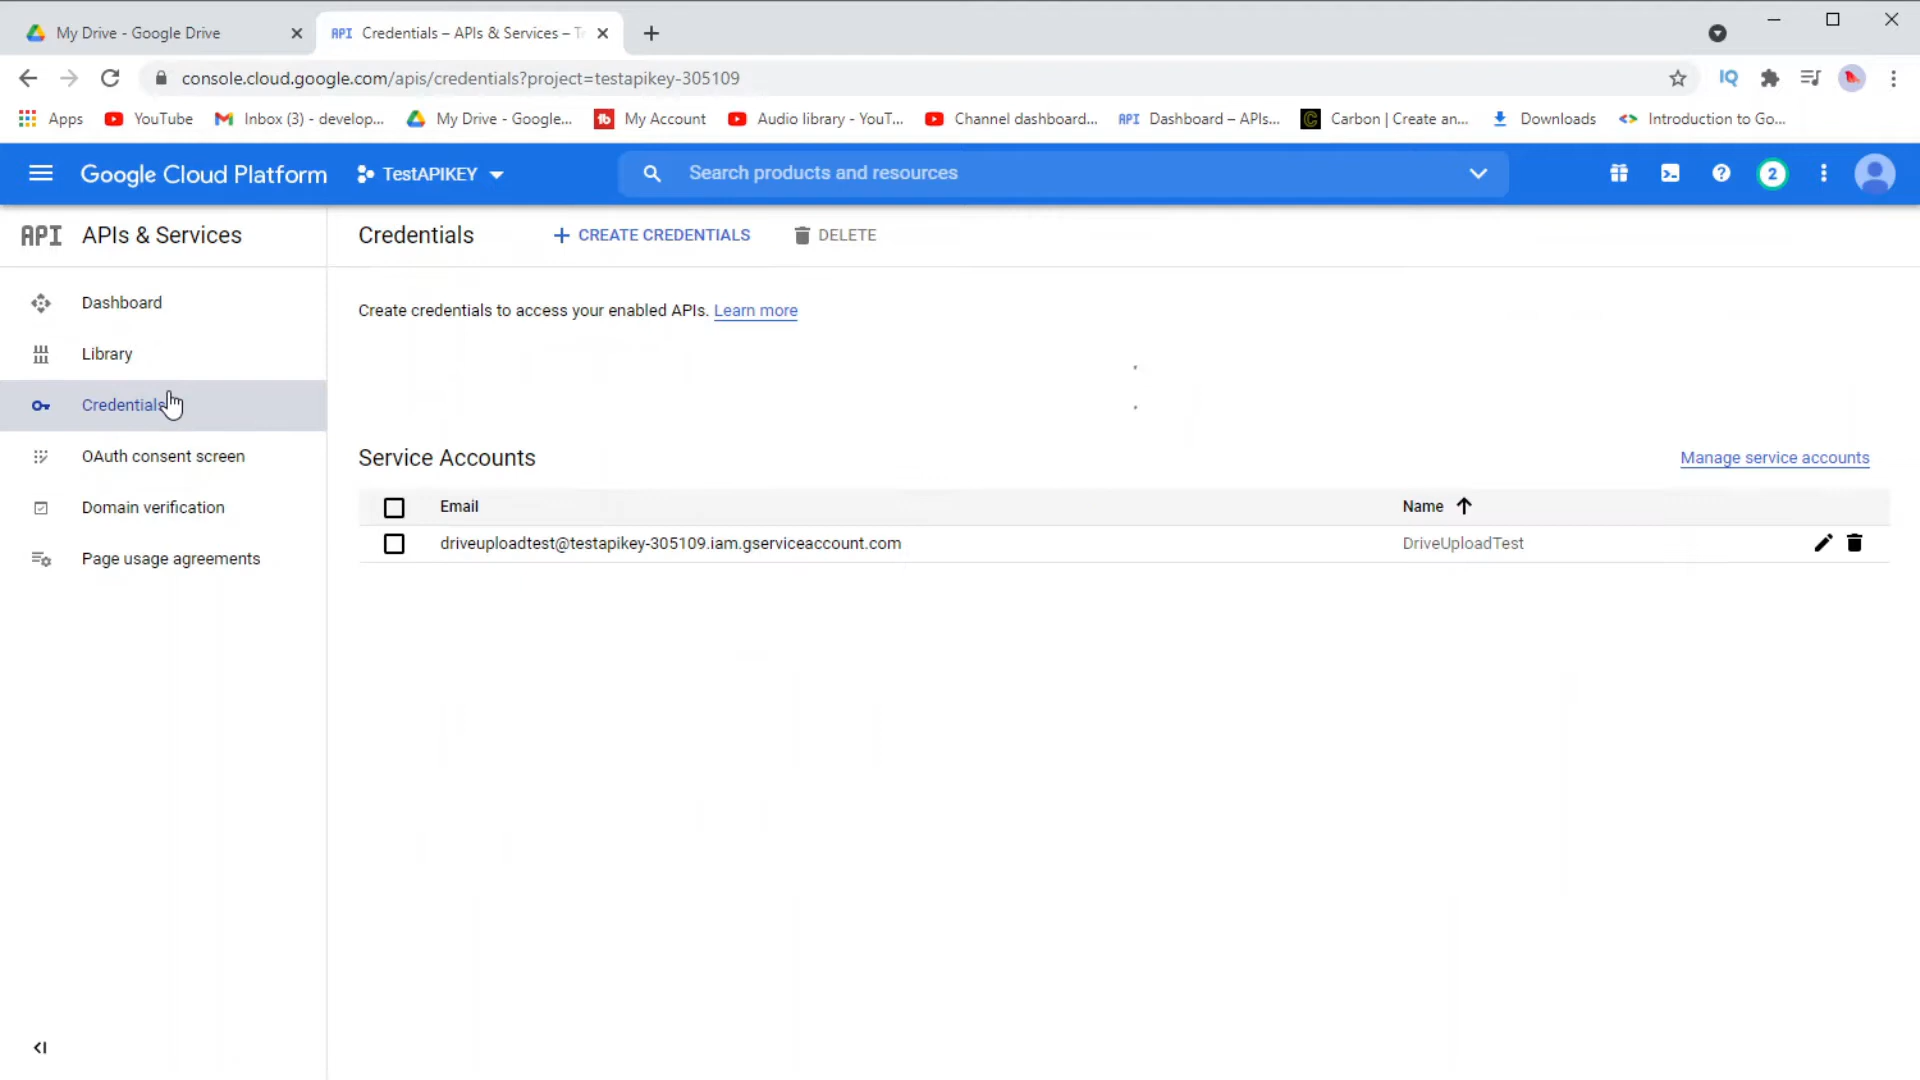 My Drive - Google Drive
API Credentials – APIs & Services – T
console.cloud.google.com/apis/credentials?project=testapikey-305109
IQ
Apps YouTube Inbox (3) - develop... My Drive - Google... tb My Account Audio library - YouT... Channel dashboard... API Dashboard – APIs... C Carbon | Create an... Downloads Introduction to Go...
Google Cloud Platform TestAPIKEY Search products and resources 2
API APIs & Services
Credentials + CREATE CREDENTIALS DELETE
Dashboard
Library
Credentials
OAuth consent screen
Domain verification
Page usage agreements
Create credentials to access your enabled APIs. Learn more
Service Accounts Manage service accounts
Email Name
driveuploadtest@testapikey-305109.iam.gserviceaccount.com DriveUploadTest